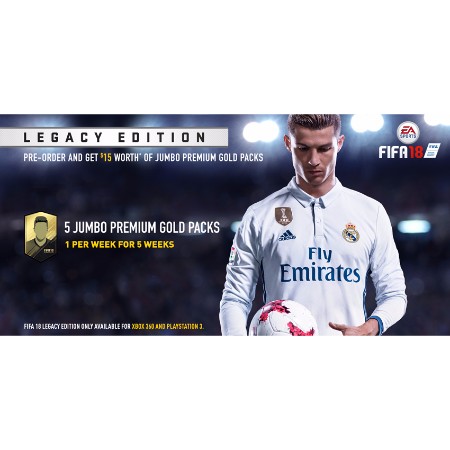 LEGACY EDITION
PRE-ORDER AND GET $15 WORTH* OF JUMBO PREMIUM GOLD PACKS
EA
SPORTS
FIFA 18
5 JUMBO PREMIUM GOLD PACKS
1 PER WEEK FOR 5 WEEKS
Fly
Emirates
FIFA 18 LEGACY EDITION ONLY AVAILABLE FOR XBOX 360 AND PLAYSTATION 3.